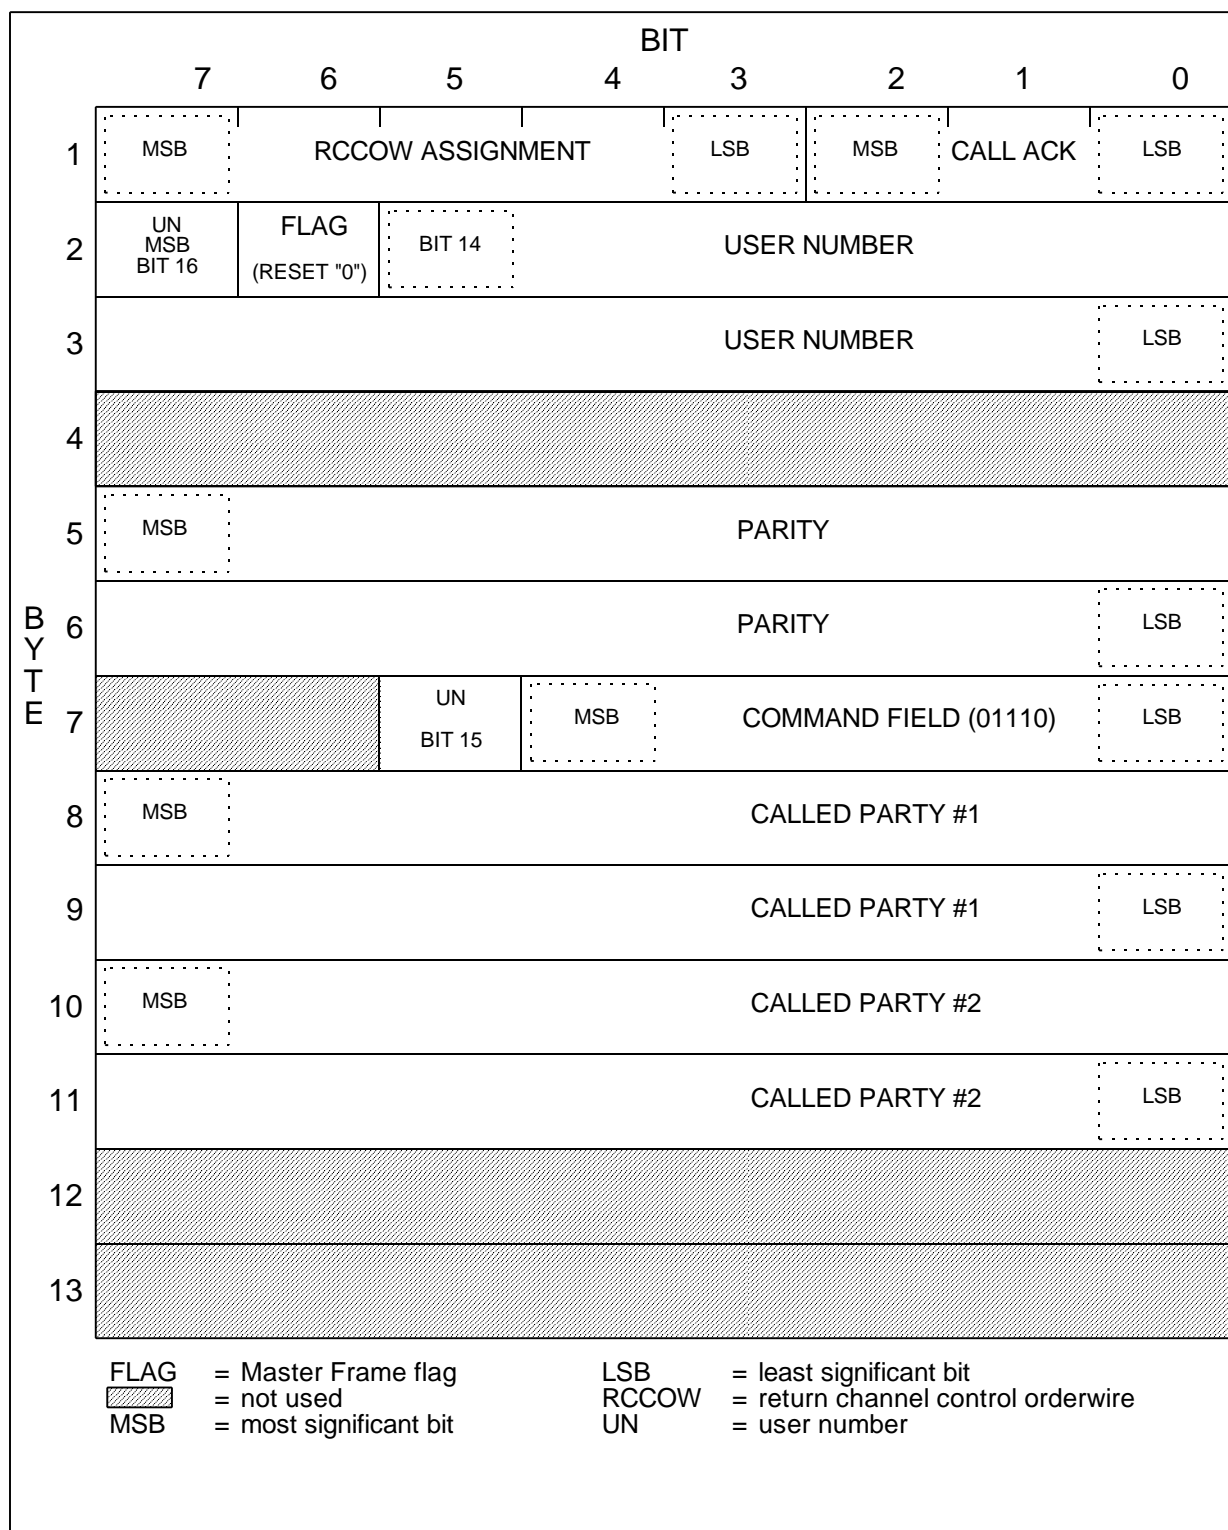 BIT
7 6 5 4 3 2 1 0
1 MSB RCCOW ASSIGNMENT LSB MSB CALL ACK LSB
2 UN MSB BIT 16 FLAG (RESET "0") BIT 14 USER NUMBER
3 USER NUMBER LSB
4
5 MSB PARITY
6 PARITY LSB
BYTE
7 UN BIT 15 MSB COMMAND FIELD (01110) LSB
8 MSB CALLED PARTY #1
9 CALLED PARTY #1 LSB
10 MSB CALLED PARTY #2
11 CALLED PARTY #2 LSB
12
13
FLAG = Master Frame flag
= not used
MSB = most significant bit
LSB = least significant bit
RCCOW = return channel control orderwire
UN = user number